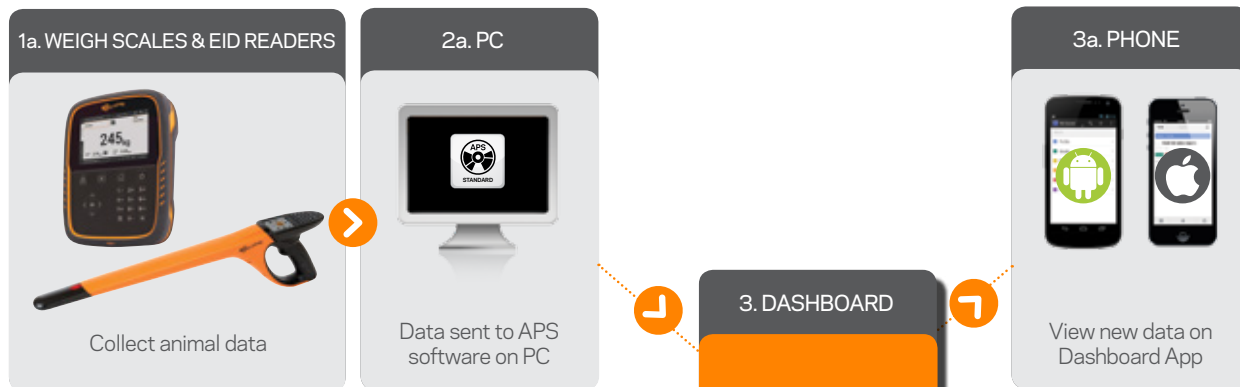 1a. WEIGH SCALES & EID READERS
245kg
Collect animal data
2a. PC
APS
STANDARD
Data sent to APS
software on PC
3. DASHBOARD
3a. PHONE
View new data on
Dashboard App